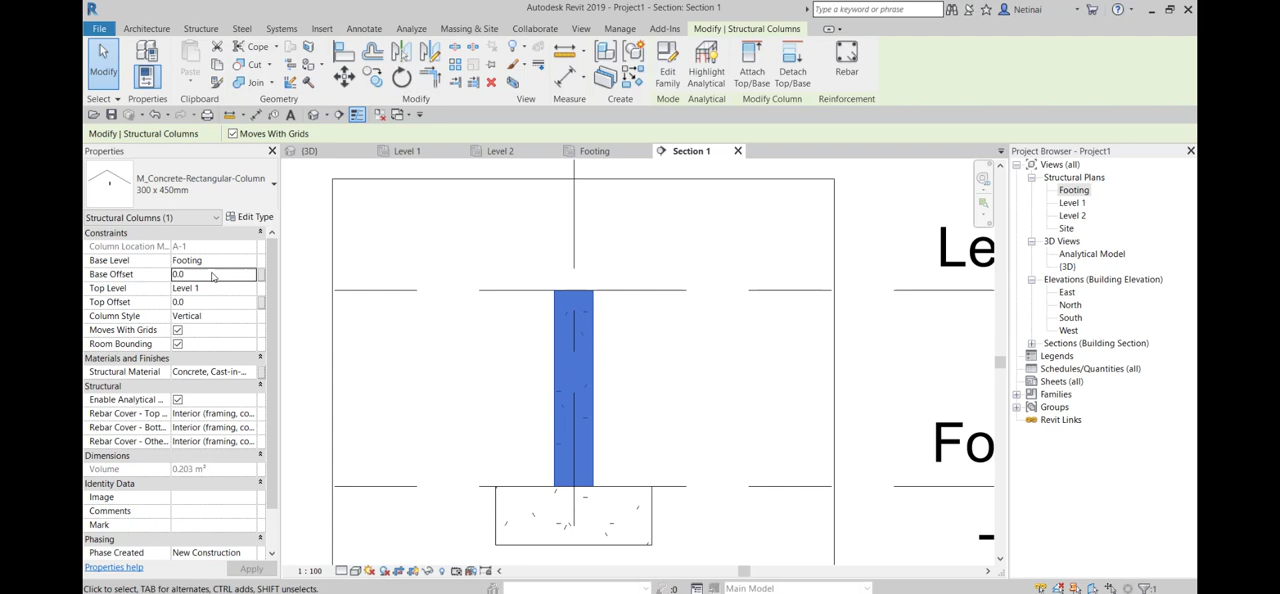 Autodesk Revit 2019 - Project1 - Section: Section 1
Type a keyword or phrase
Netinai
File Architecture Structure Steel Systems Insert Annotate Analyze Massing & Site Collaborate View Manage Add-Ins Modify | Structural Columns
Modify
Properties
Paste
Cope
Cut
Join
Edit Family
Highlight Analytical
Attach Top/Base
Detach Top/Base
Rebar
Select Properties Clipboard Geometry Modify View Measure Create Mode Analytical Modify Column Reinforcement
Modify | Structural Columns
Moves With Grids
Properties
M_Concrete-Rectangular-Column
300 x 450mm
Structural Columns (1)
Edit Type
Constraints
Column Location M... A-1
Base Level Footing
Base Offset 0.0
Top Level Level 1
Top Offset 0.0
Column Style Vertical
Moves With Grids
Room Bounding
Materials and Finishes
Structural Material Concrete, Cast-in-...
Structural
Enable Analytical ...
Rebar Cover - Top ... Interior (framing, co...
Rebar Cover - Bott... Interior (framing, co...
Rebar Cover - Othe... Interior (framing, co...
Dimensions
Volume 0.203 m³
Identity Data
Image
Comments
Mark
Phasing
Phase Created New Construction
Properties help
Apply
{3D} Level 1 Level 2 Footing Section 1
Le
Fo
1 : 100
Project Browser - Project1
Views (all)
Structural Plans
Footing
Level 1
Level 2
Site
3D Views
Analytical Model
{3D}
Elevations (Building Elevation)
East
North
South
West
Sections (Building Section)
Legends
Schedules/Quantities (all)
Sheets (all)
Families
Groups
Revit Links
Click to select, TAB for alternates, CTRL adds, SHIFT unselects.
:0
Main Model
:1